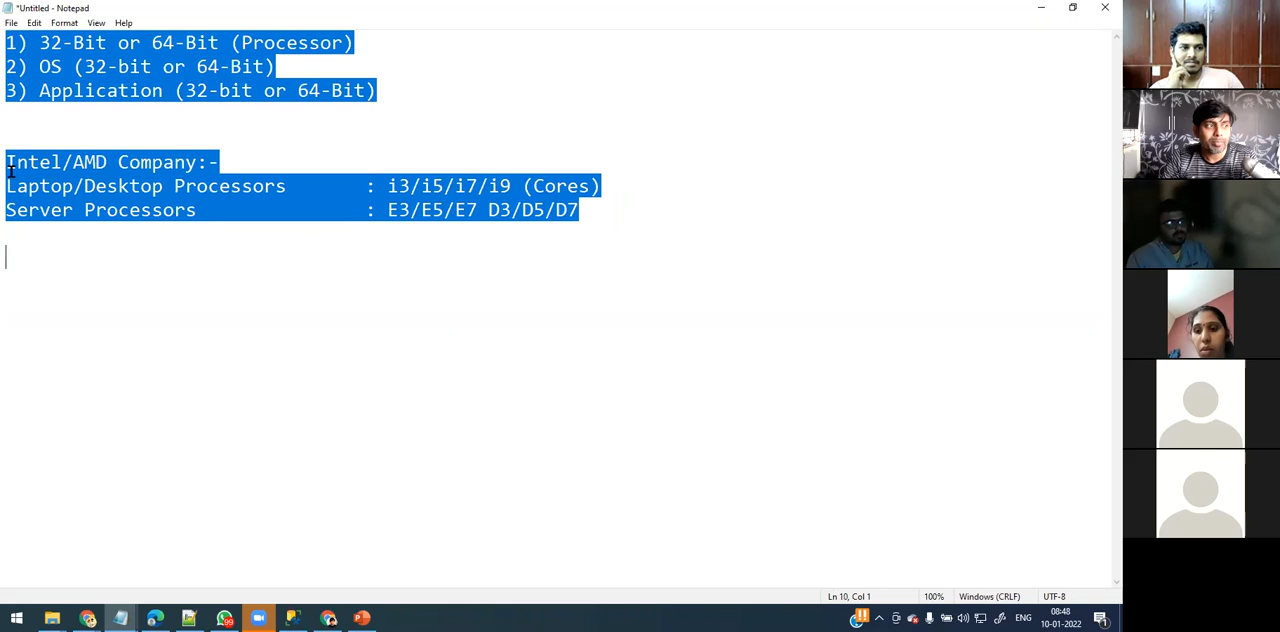 *Untitled - Notepad
File Edit Format View Help
1) 32-Bit or 64-Bit (Processor)
2) OS (32-bit or 64-Bit)
3) Application (32-bit or 64-Bit)
Intel/AMD Company:-
Laptop/Desktop Processors : i3/i5/i7/i9 (Cores)
Server Processors : E3/E5/E7 D3/D5/D7
Ln 10, Col 1 100% Windows (CRLF) UTF-8
99 ENG 08:48
10-01-2022 1